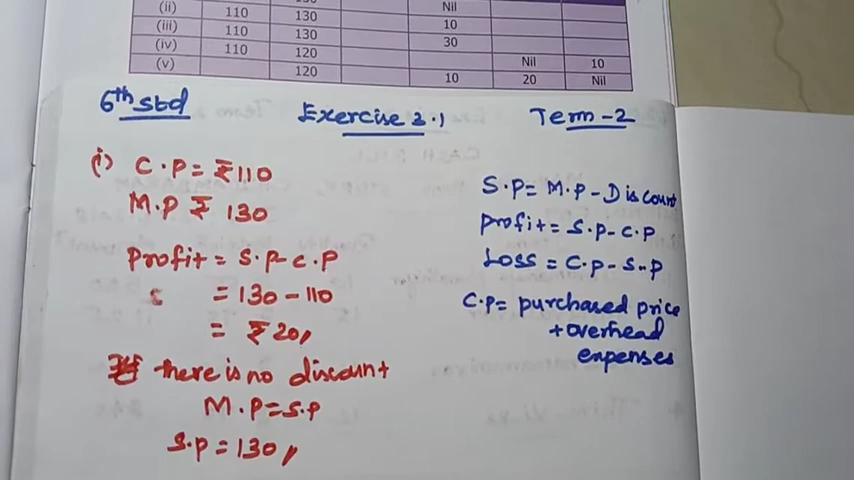 (ii) 110 130 Nil
(iii) 110 130 10
(iv) 110 120 30
(v) 120 Nil 10
10 20 Nil
6th std Exercise 2.1 Term-2
(i) C.P = ₹110
M.P ₹ 130
Profit = S.P-C.P
= 130 - 110
= ₹ 20
there is no discount
M.P = S.P
S.P = 130
S.P = M.P - Discount
Profit = S.P - C.P
Loss = C.P - S.P
C.P = purchased price
+ overhead
expenses